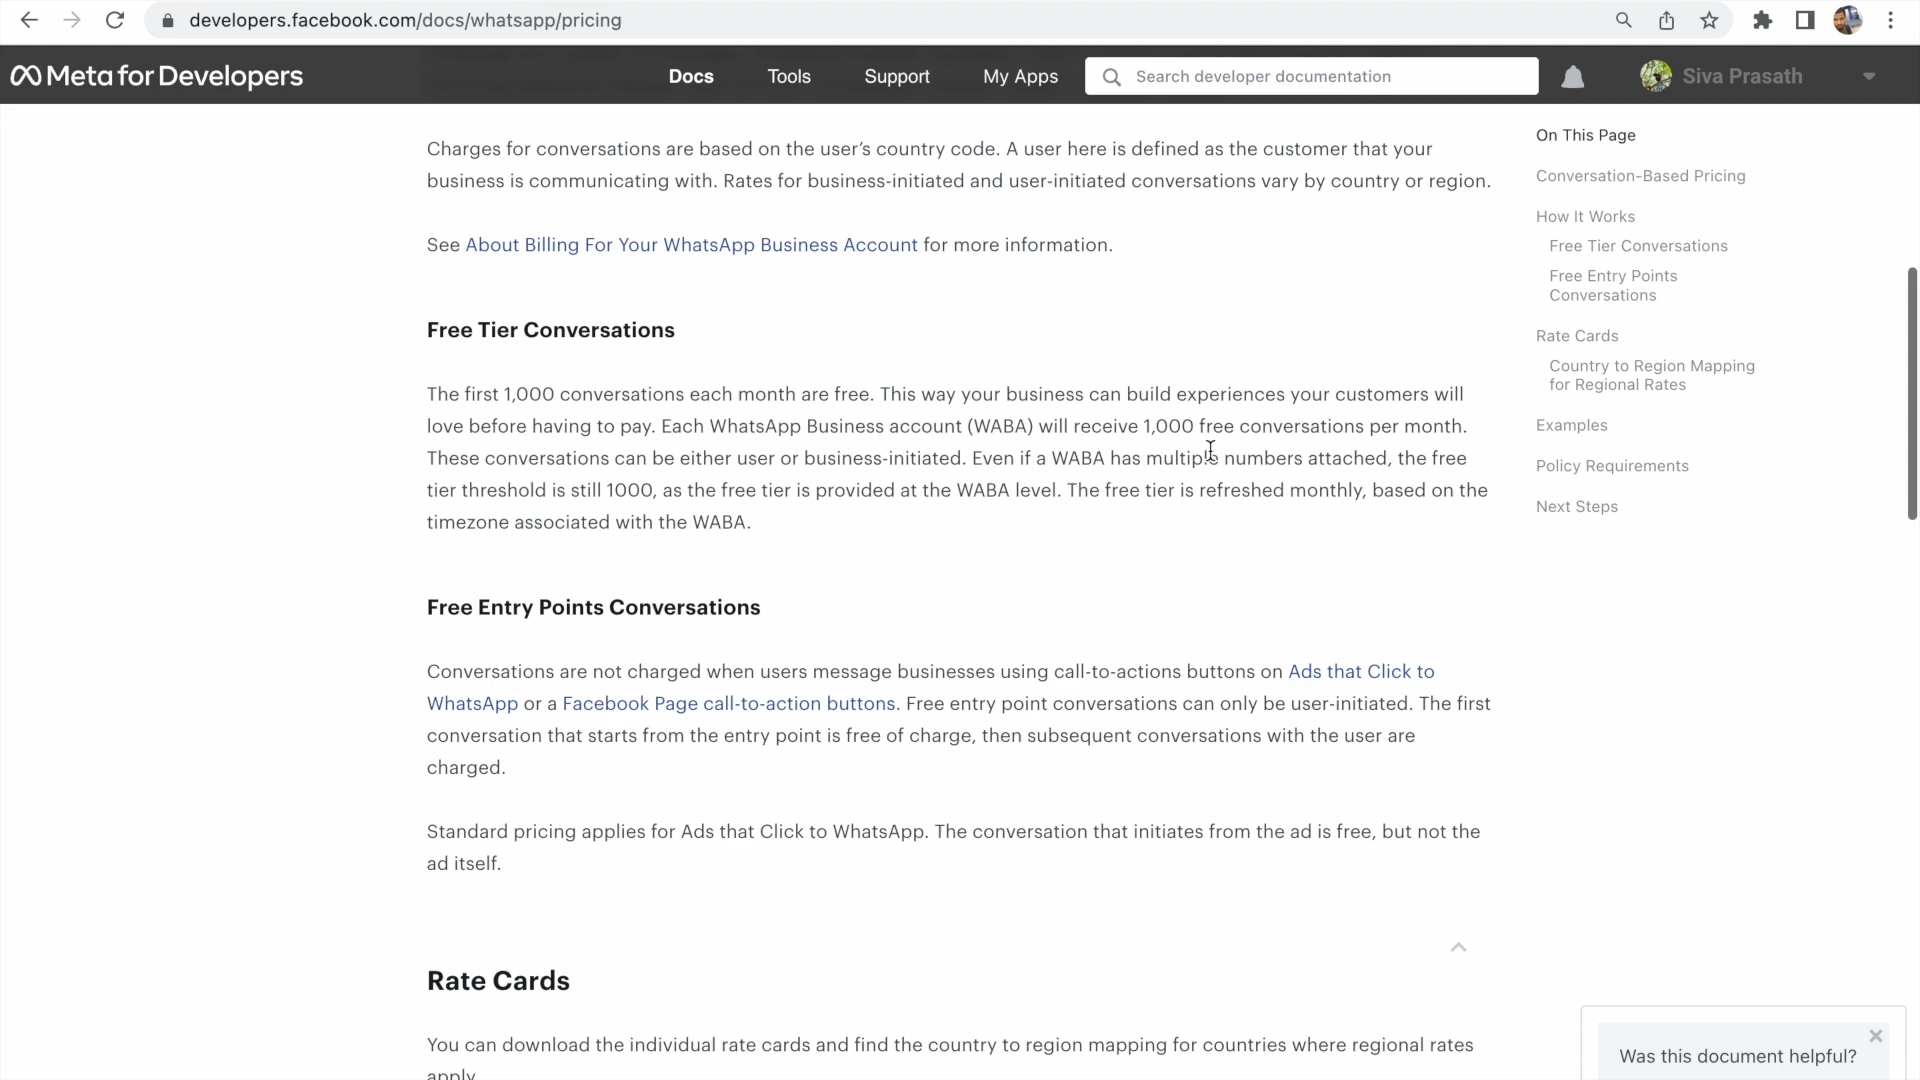 developers.facebook.com/docs/whatsapp/pricing
Meta for Developers
Docs
Tools
Support
My Apps
Search developer documentation
Siva Prasath
Charges for conversations are based on the user’s country code. A user here is defined as the customer that your
business is communicating with. Rates for business-initiated and user-initiated conversations vary by country or region.
See About Billing For Your WhatsApp Business Account for more information.
Free Tier Conversations
The first 1,000 conversations each month are free. This way your business can build experiences your customers will
love before having to pay. Each WhatsApp Business account (WABA) will receive 1,000 free conversations per month.
These conversations can be either user or business-initiated. Even if a WABA has multiple numbers attached, the free
tier threshold is still 1000, as the free tier is provided at the WABA level. The free tier is refreshed monthly, based on the
timezone associated with the WABA.
Free Entry Points Conversations
Conversations are not charged when users message businesses using call-to-actions buttons on Ads that Click to
WhatsApp or a Facebook Page call-to-action buttons. Free entry point conversations can only be user-initiated. The first
conversation that starts from the entry point is free of charge, then subsequent conversations with the user are
charged.
Standard pricing applies for Ads that Click to WhatsApp. The conversation that initiates from the ad is free, but not the
ad itself.
Rate Cards
You can download the individual rate cards and find the country to region mapping for countries where regional rates
apply
On This Page
Conversation-Based Pricing
How It Works
Free Tier Conversations
Free Entry Points
Conversations
Rate Cards
Country to Region Mapping
for Regional Rates
Examples
Policy Requirements
Next Steps
Was this document helpful?